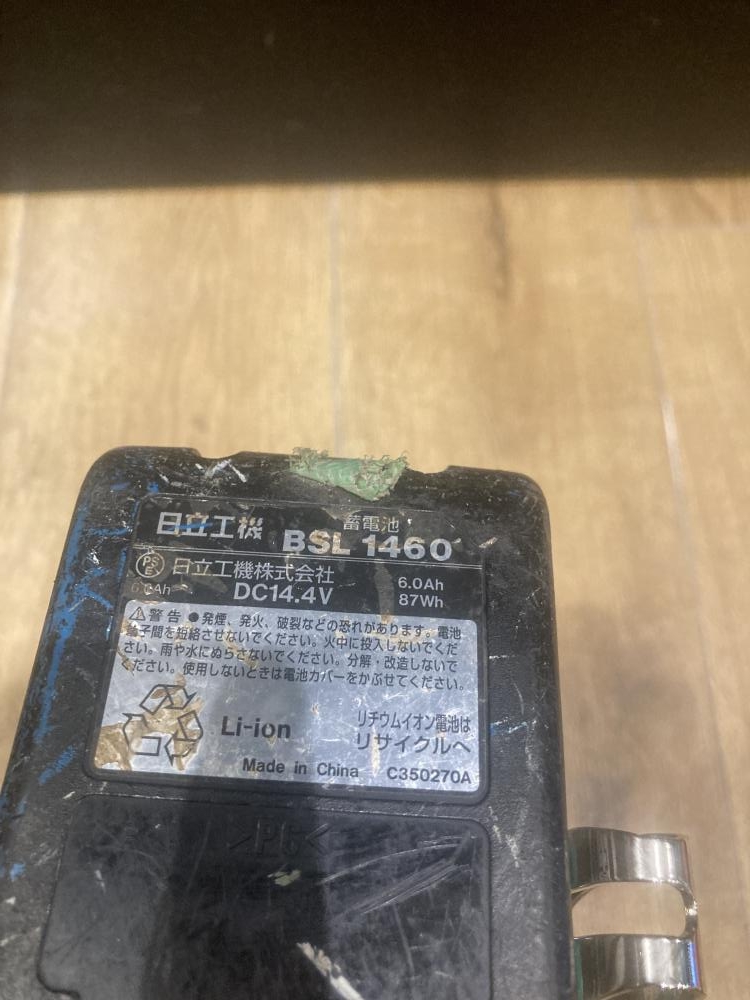 日立工機 蓄電池 BSL 1460
PSE 日立工機株式会社 6.0Ah
6.0Ah DC14.4V 87Wh
⚠警告 ●発煙、発火、破裂などの恐れがあります。電池
端子間を短絡させないでください。火中に投入しないでくだ
さい。雨や水にぬらさないでください。分解・改造しないで
ください。使用しないときは電池カバーをかぶせてください。
Li-ion リチウムイオン電池は
リサイクルへ
Made in China C350270A